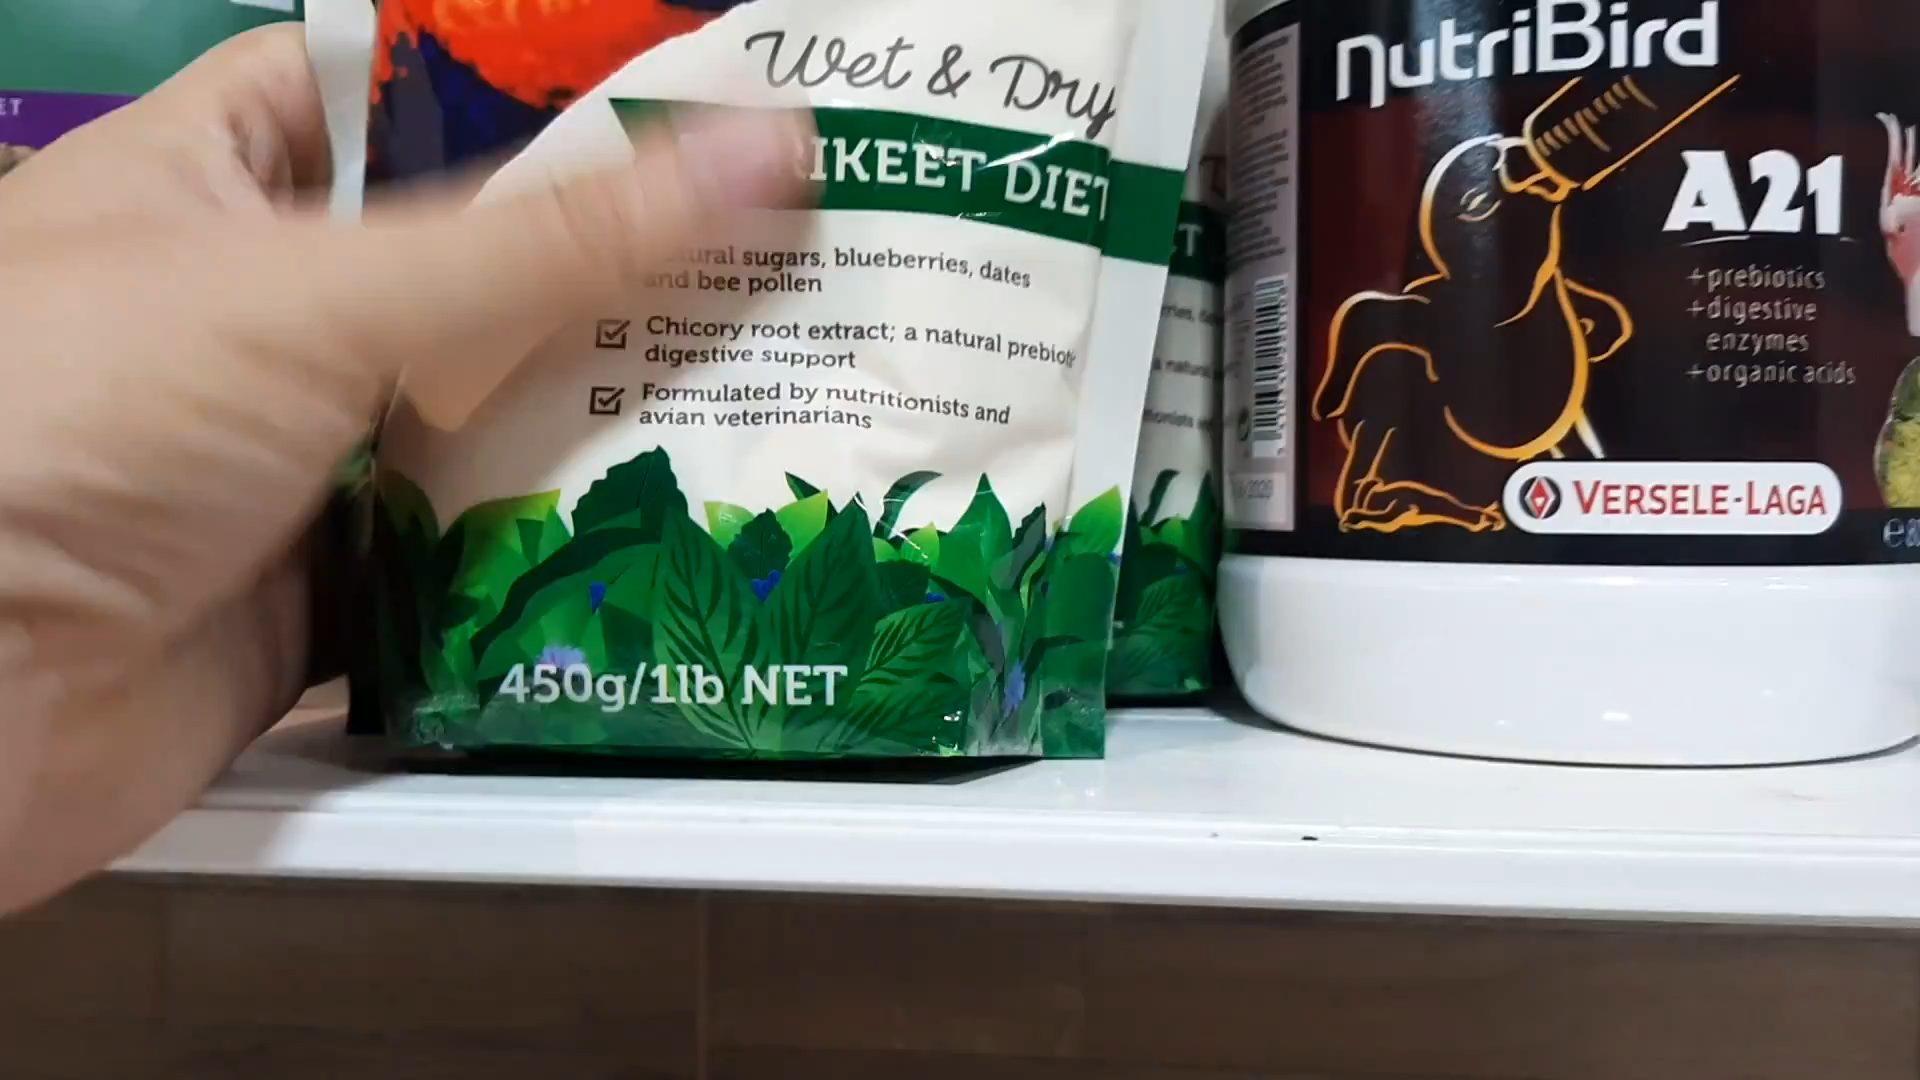 Wet & Dry
IKEET DIET
sugars, blueberries, dates
and bee pollen
Chicory root extract; a natural
digestive support
Formulated by nutritionists and
avian veterinarians
450g/1lb NET
NutriBird
A21
+prebiotics
+digestive
enzymes
+organic acids
VERSELE-LAGA